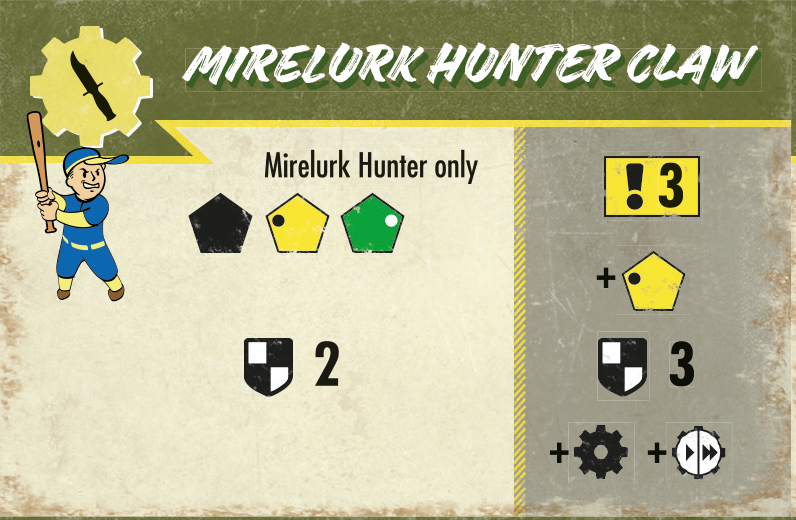 MIRELURK HUNTER CLAW
Mirelurk Hunter only
! 3
+
2
3
+ +